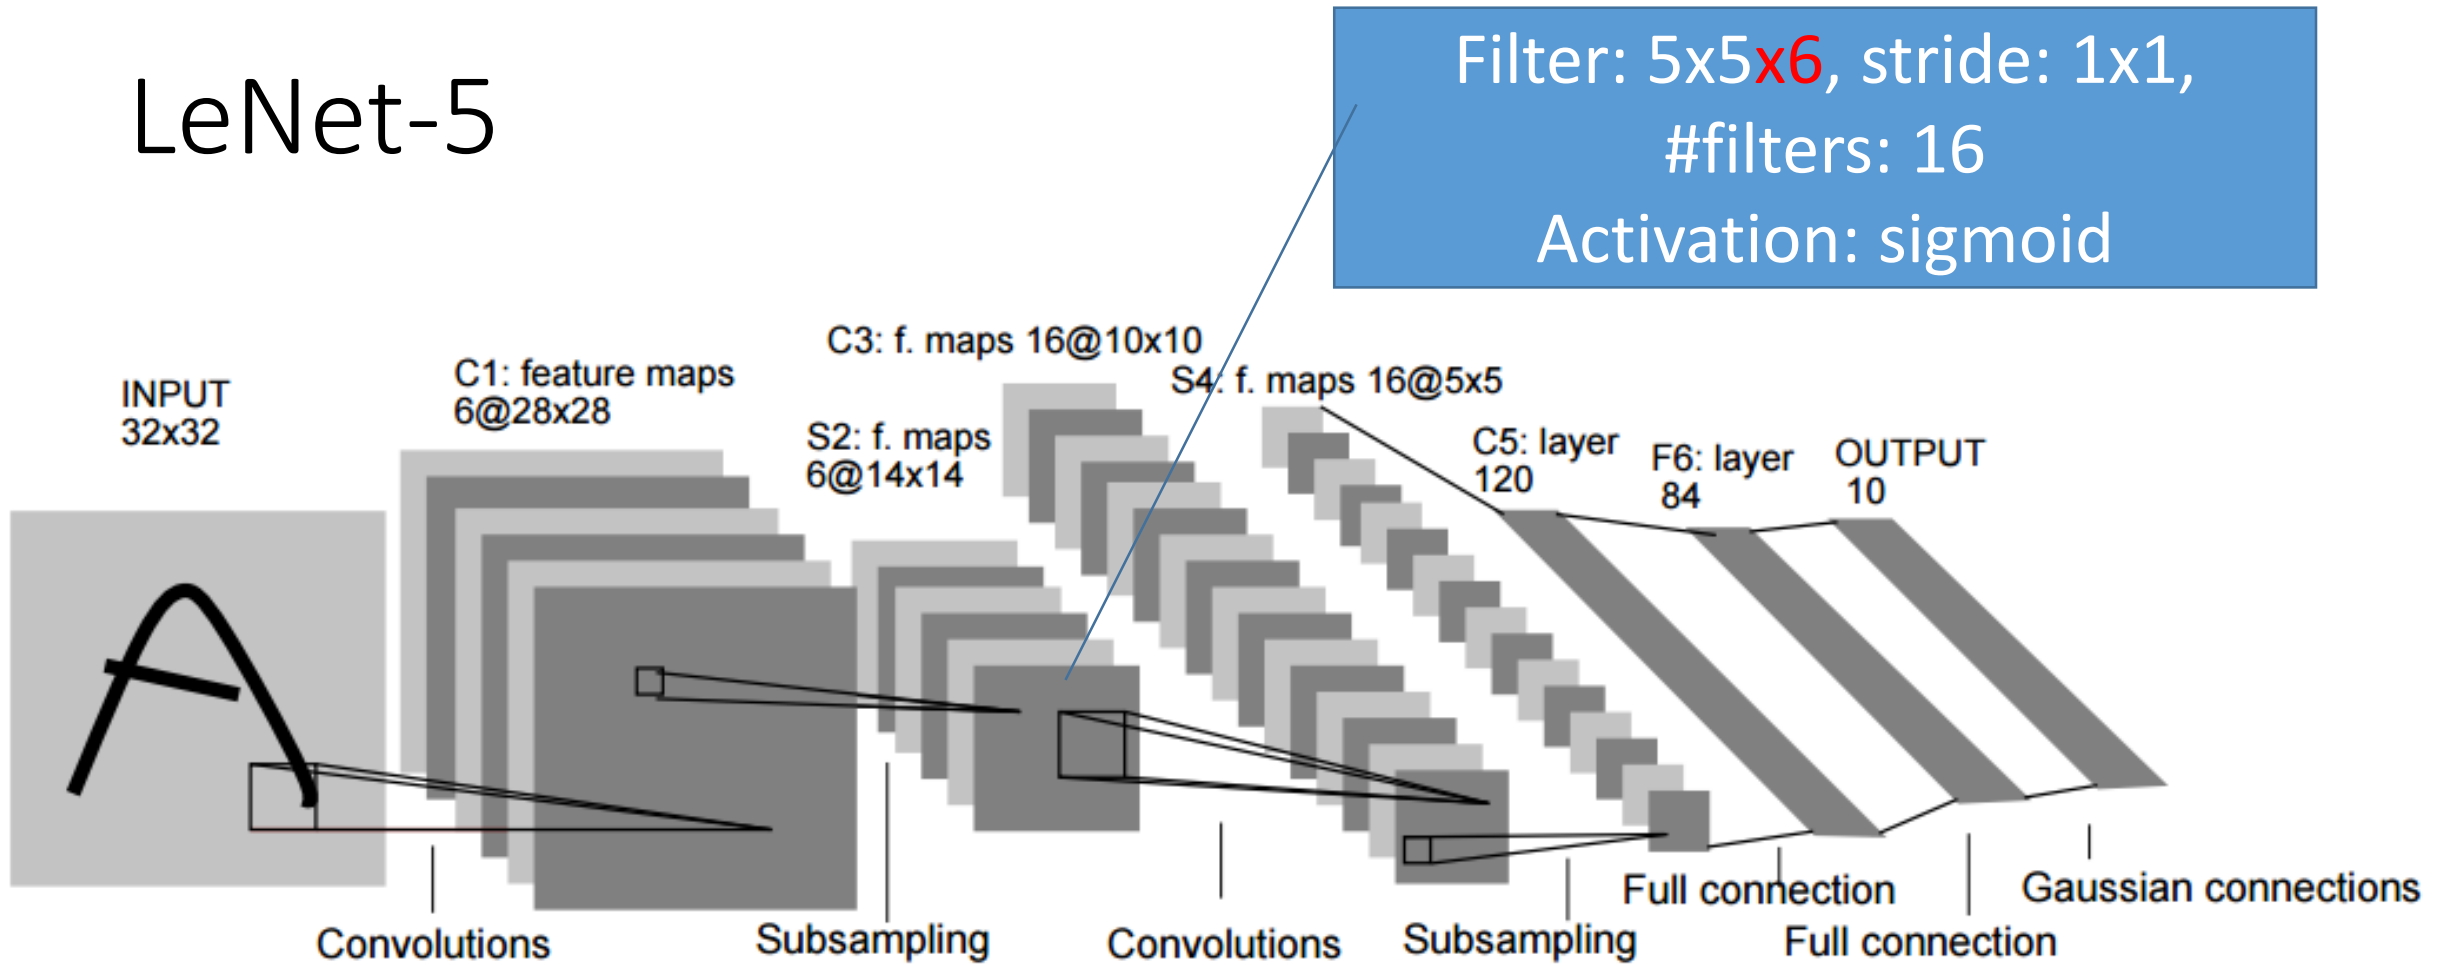 LeNet-5
Filter: 5x5x6, stride: 1x1,
#filters: 16
Activation: sigmoid
INPUT
32x32
C1: feature maps
6@28x28
S2: f. maps
6@14x14
C3: f. maps 16@10x10
S4: f. maps 16@5x5
C5: layer
120
F6: layer
84
OUTPUT
10
Convolutions
Subsampling
Convolutions
Subsampling
Full connection
Full connection
Gaussian connections